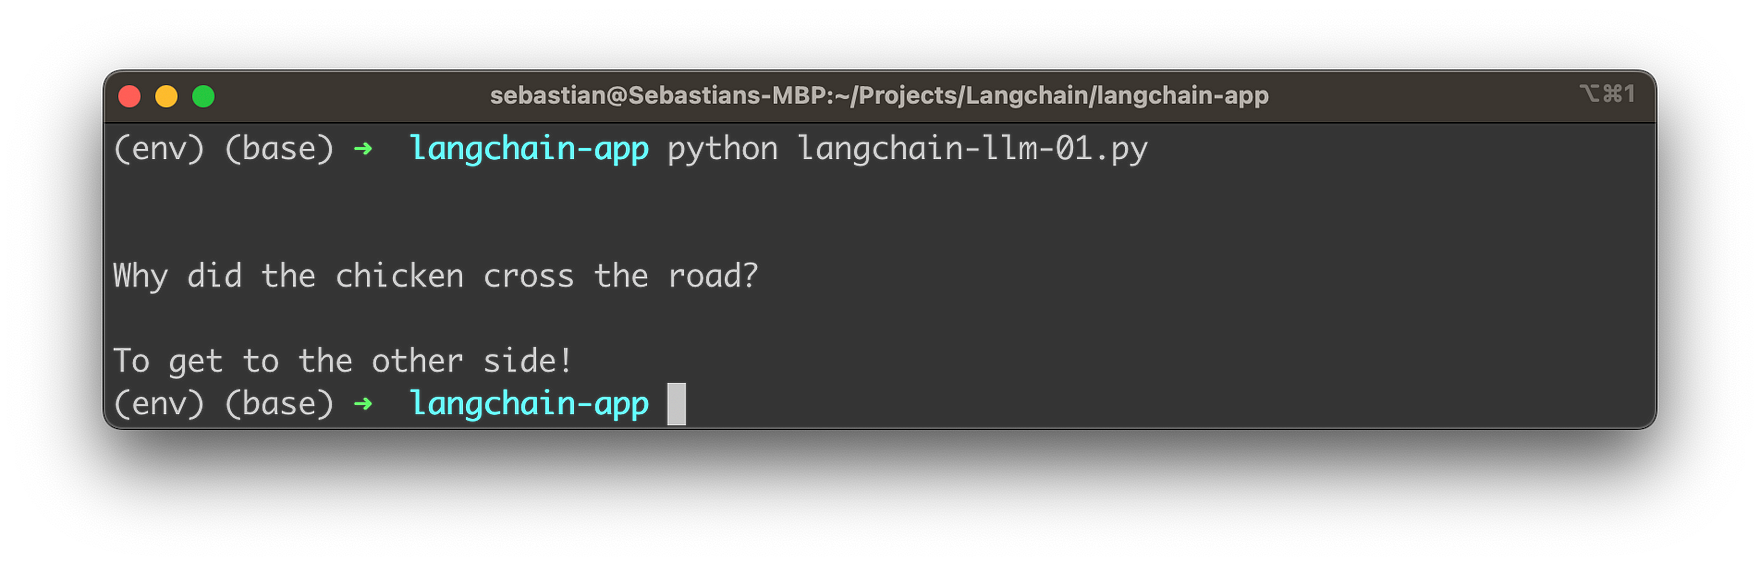 sebastian@Sebastians-MBP:~/Projects/Langchain/langchain-app ⌥⌘1
(env) (base) ➜ langchain-app python langchain-llm-01.py
Why did the chicken cross the road?
To get to the other side!
(env) (base) ➜ langchain-app